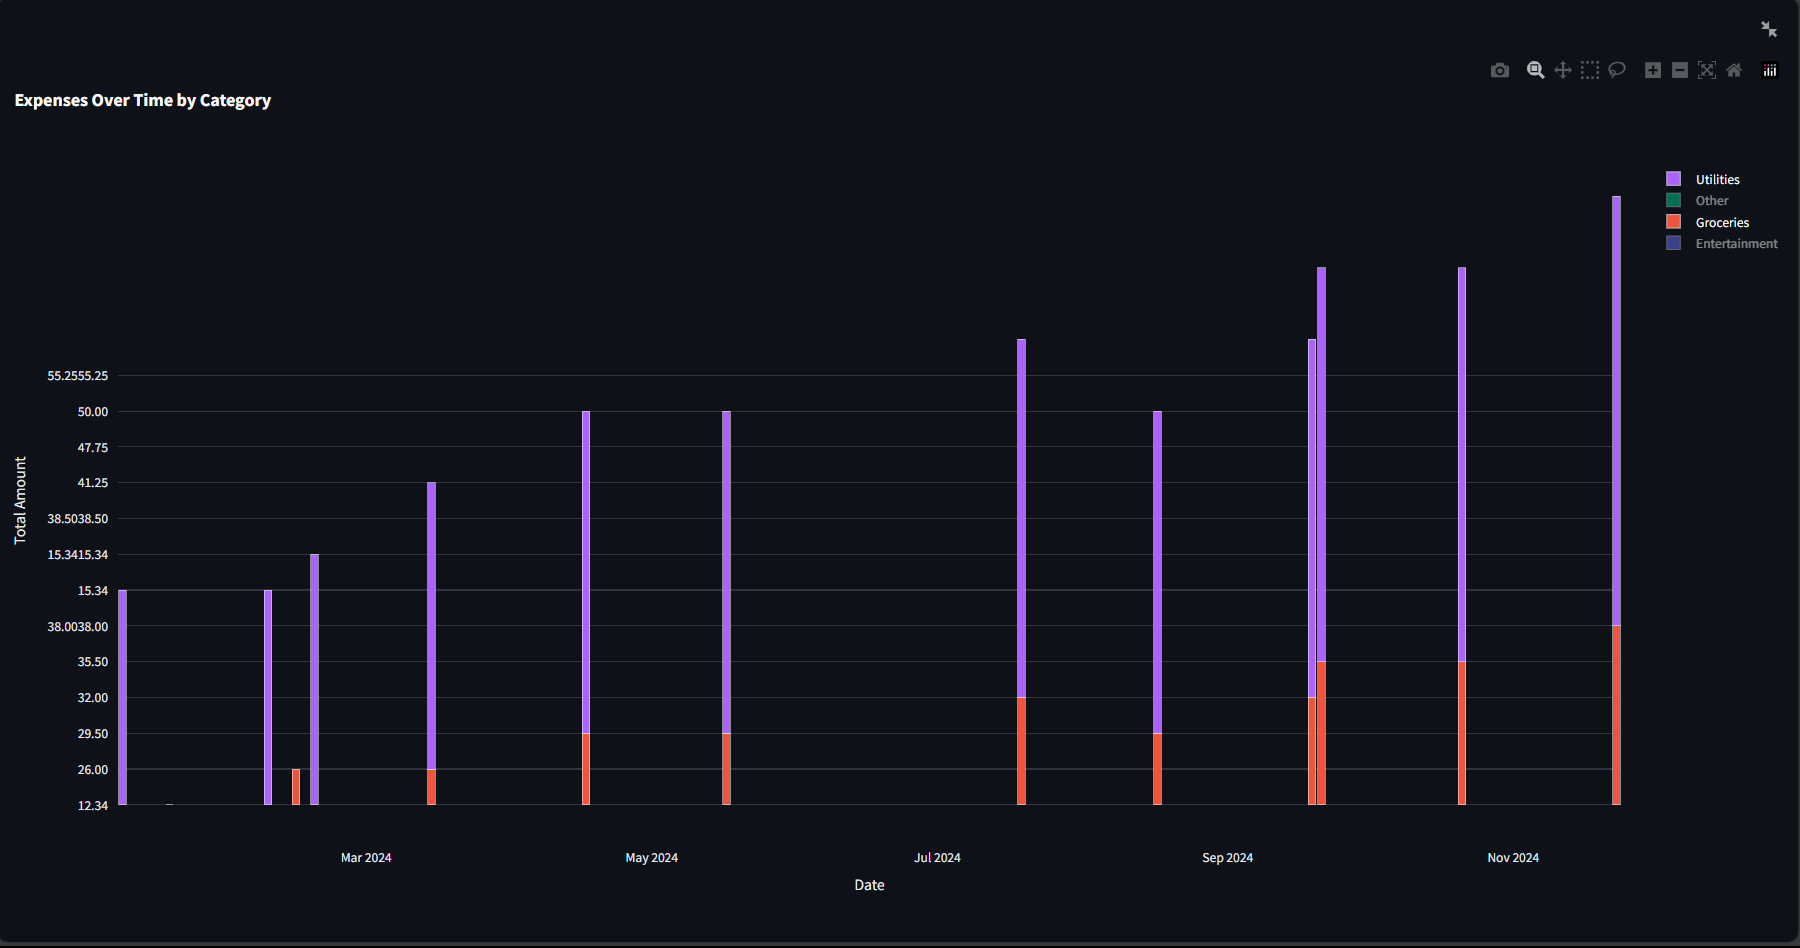 Expenses Over Time by Category
Utilities
Other
Groceries
Entertainment
55.2555.25
50.00
47.75
41.25
38.5038.50
15.3415.34
15.34
38.0038.00
35.50
32.00
29.50
26.00
12.34
Total Amount
Mar 2024
May 2024
Jul 2024
Sep 2024
Nov 2024
Date